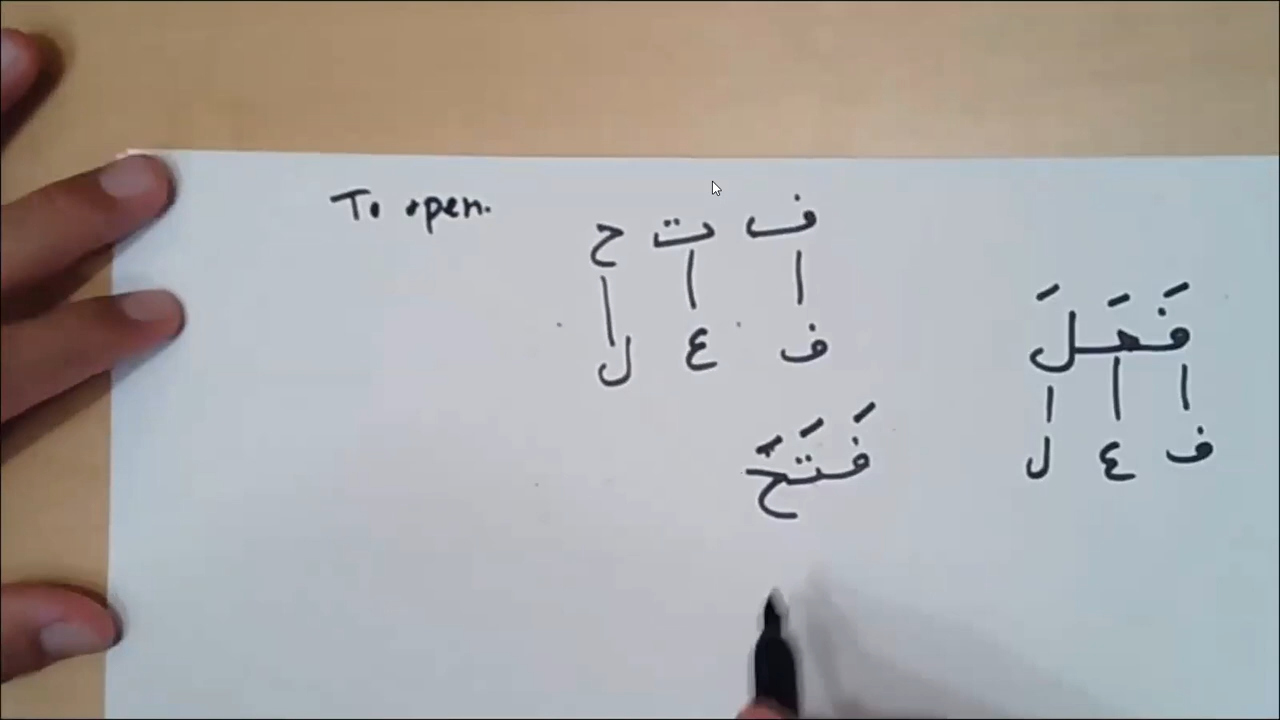 To open.
ف ت ح
ف ع ل
فَعَلَ
ف ع ل
فَتَحَ